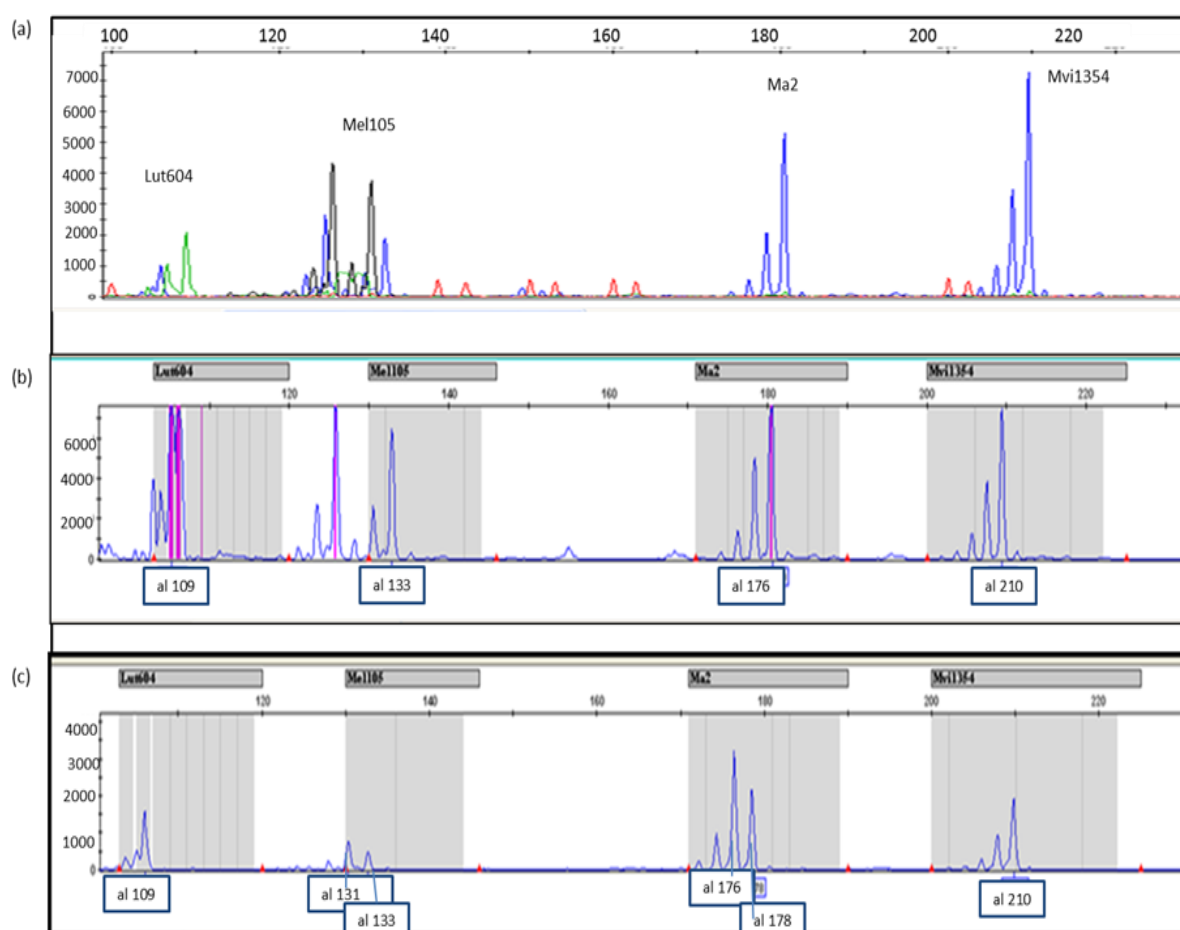 (a)
100 120 140 160 180 200 220
7000
6000
5000
4000
3000
2000
1000
0
Lut604
Mel105
Ma2
Mvi1354
(b)
Lut604 Mel105 Ma2 Mvi1354
120 140 160 180 200 220
6000
4000
2000
0
al 109 al 133 al 176 al 210
(c)
Lut604 Mel105 Ma2 Mvi1354
120 140 160 180 200 220
4000
3000
2000
1000
0
al 109 al 131 al 133 al 176 al 178 al 210